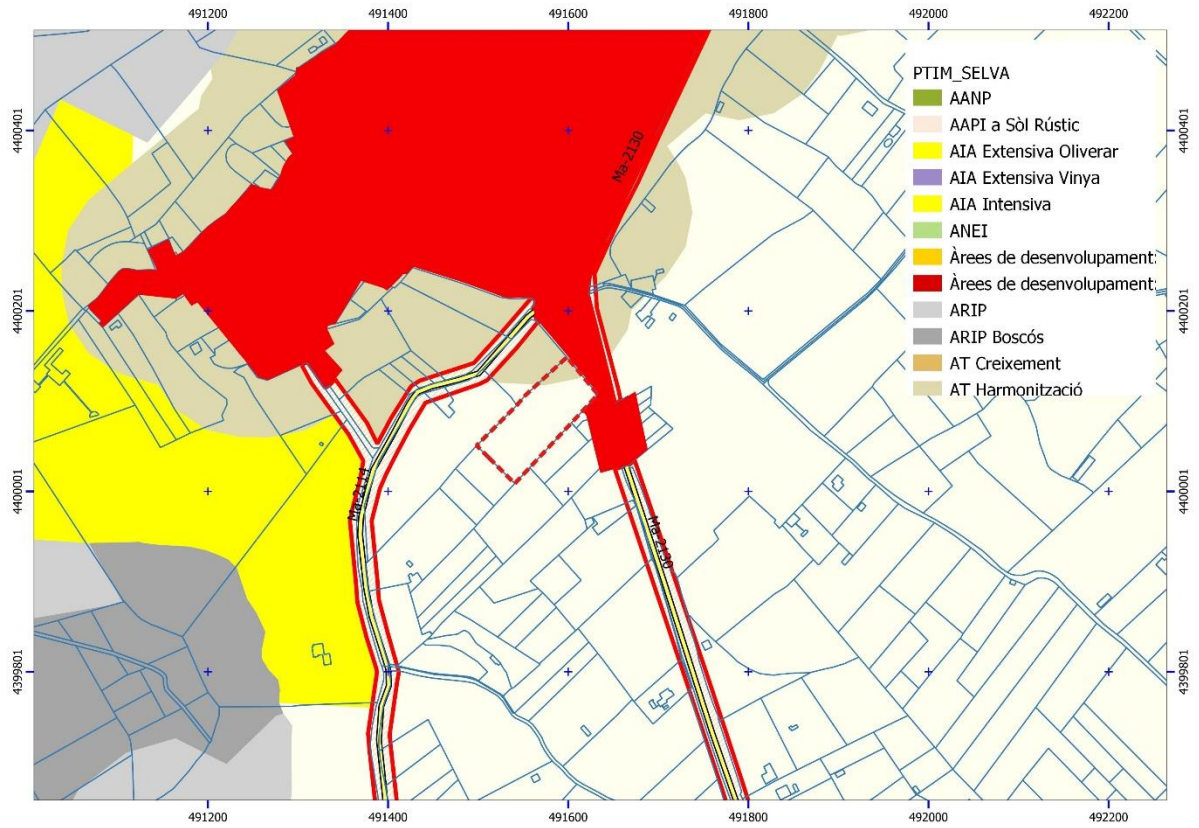 491200 491400 491600 491800 492000 492200
PTIM_SELVA
AANP
AAPI a Sòl Rústic
AIA Extensiva Oliverar
AIA Extensiva Vinya
AIA Intensiva
ANEI
Àrees de desenvolupament:
Àrees de desenvolupament:
ARIP
ARIP Boscós
AT Creixement
AT Harmonització
4400401 4400401
Ma-2130
4400201 4400201
4400001 4400001
Ma-2114
Ma-2130
4399801 4399801
491200 491400 491600 491800 492000 492200